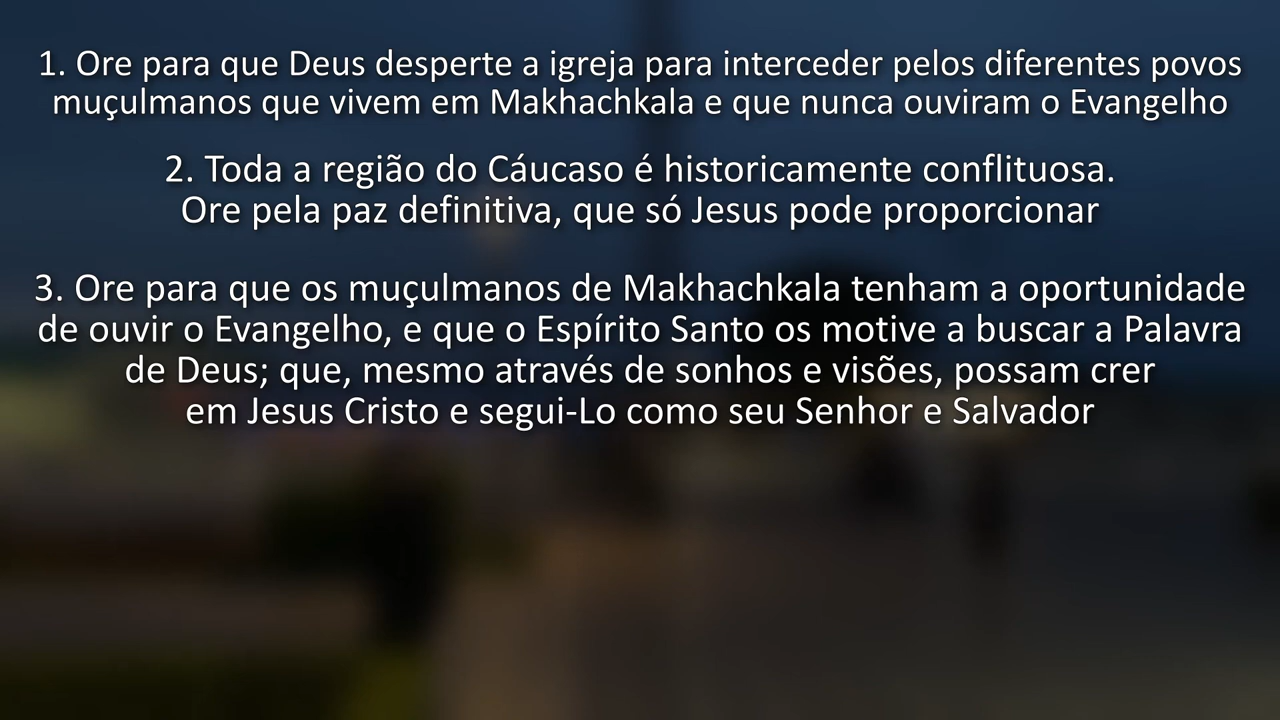 1. Ore para que Deus desperte a igreja para interceder pelos diferentes povos
muçulmanos que vivem em Makhachkala e que nunca ouviram o Evangelho
2. Toda a região do Cáucaso é historicamente conflituosa.
Ore pela paz definitiva, que só Jesus pode proporcionar
3. Ore para que os muçulmanos de Makhachkala tenham a oportunidade
de ouvir o Evangelho, e que o Espírito Santo os motive a buscar a Palavra
de Deus; que, mesmo através de sonhos e visões, possam crer
em Jesus Cristo e segui-Lo como seu Senhor e Salvador